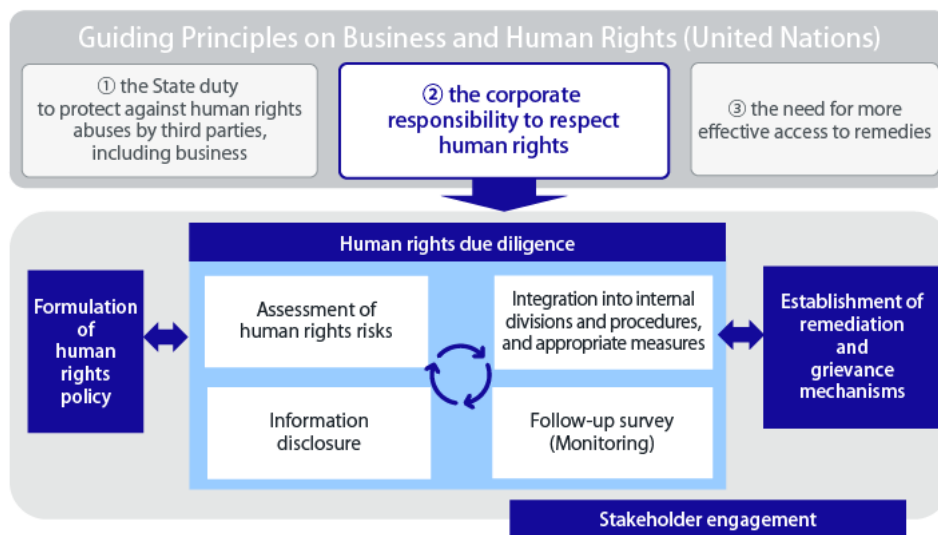 Guiding Principles on Business and Human Rights (United Nations)
① the State duty
to protect against human rights
abuses by third parties,
including business
② the corporate
responsibility to respect
human rights
③ the need for more
effective access to remedies
Human rights due diligence
Formulation
of
human
rights
policy
Assessment of
human rights risks
Integration into internal
divisions and procedures,
and appropriate measures
Information
disclosure
Follow-up survey
(Monitoring)
Establishment of
remediation
and
grievance
mechanisms
Stakeholder engagement